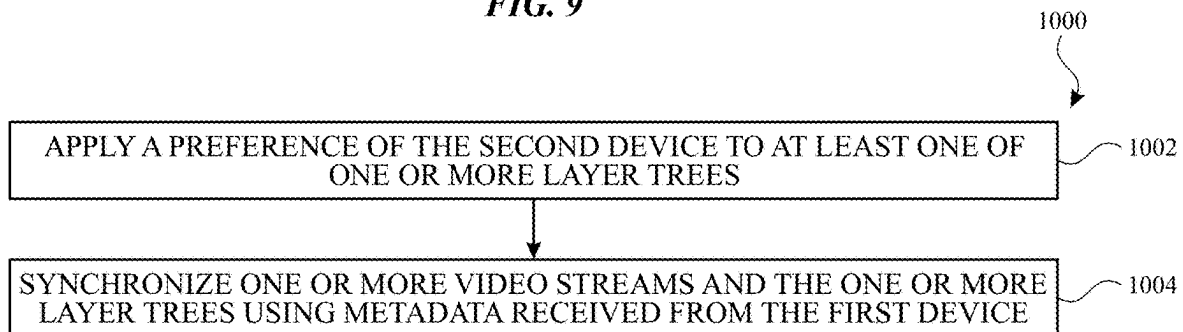 FIG. 9
1000
APPLY A PREFERENCE OF THE SECOND DEVICE TO AT LEAST ONE OF
ONE OR MORE LAYER TREES
1002
SYNCHRONIZE ONE OR MORE VIDEO STREAMS AND THE ONE OR MORE
LAYER TREES USING METADATA RECEIVED FROM THE FIRST DEVICE
1004